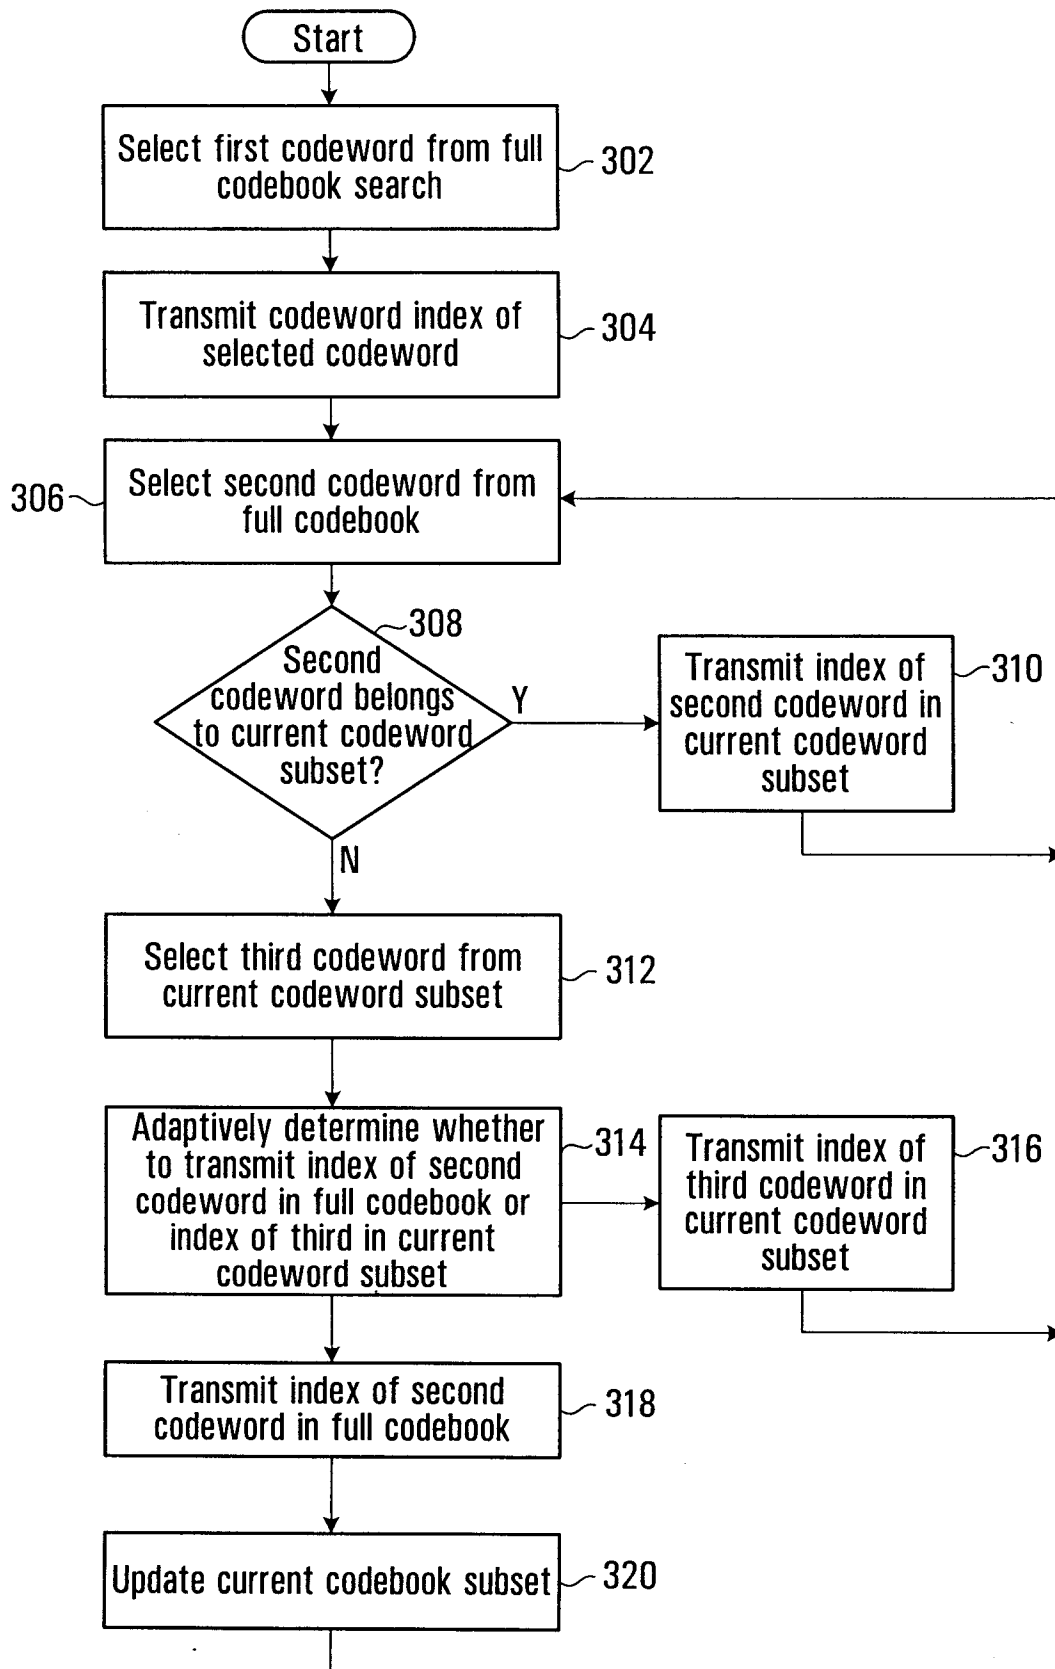 Start
Select first codeword from full
codebook search
302
Transmit codeword index of
selected codeword
304
306
Select second codeword from
full codebook
308
Second
codeword belongs
to current codeword
subset?
Y
N
Transmit index of
second codeword in
current codeword
subset
310
Select third codeword from
current codeword subset
312
Adaptively determine whether
to transmit index of second
codeword in full codebook or
index of third in current
codeword subset
314
Transmit index of
third codeword in
current codeword
subset
316
Transmit index of second
codeword in full codebook
318
Update current codebook subset
320